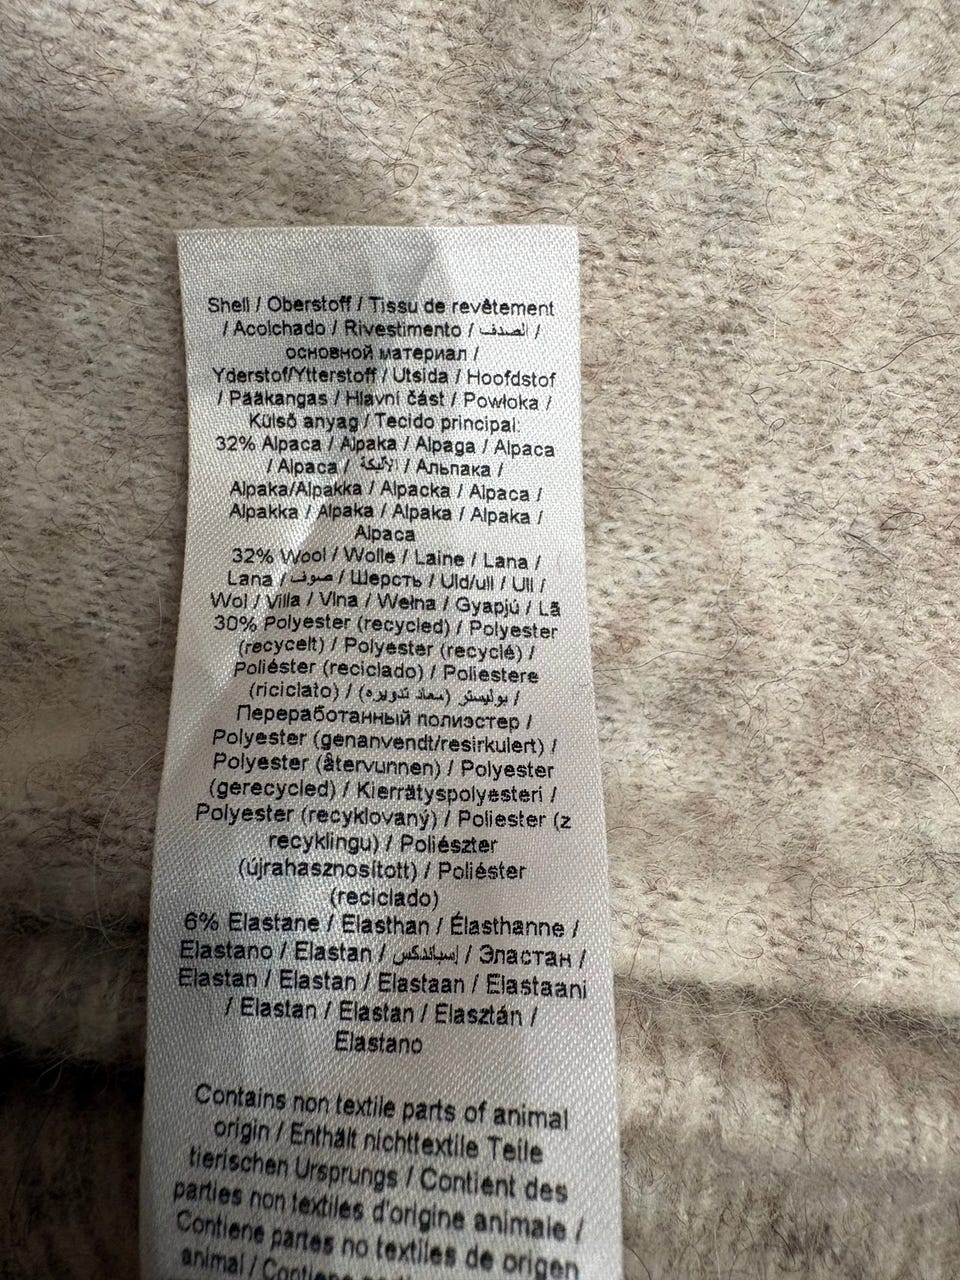 Shell / Oberstoff / Tissu de revêtement
/ Acolchado / Rivestimento / الصدف /
основной материал /
Yderstof/Ytterstoff / Utsida / Hoofdstof
/ Pääkangas / Hlavní část / Powłoka /
Külső anyag / Tecido principal:
32% Alpaca / Alpaka / Alpaga / Alpaca
/ Alpaca / الألبكة / Альпака /
Alpaka/Alpakka / Alpacka / Alpaca /
Alpakka / Alpaka / Alpaka / Alpaka /
Alpaca
32% Wool / Wolle / Laine / Lana /
Lana / صوف / Шерсть / Uld/ull / Ull /
Wol / Villa / Vlna / Wełna / Gyapjú / Lã
30% Polyester (recycled) / Polyester
(recycelt) / Polyester (recyclé) /
Poliéster (reciclado) / Poliestere
(riciclato) / بوليستر (معاد تدويره) /
Переработанный полиэстер /
Polyester (genanvendt/resirkulert) /
Polyester (återvunnen) / Polyester
(gerecycled) / Kierrätyspolyesteri /
Polyester (recyklovaný) / Poliester (z
recyklingu) / Poliészter
(újrahasznosított) / Poliéster
(reciclado)
6% Elastane / Elasthan / Élasthanne /
Elastano / Elastan / إسباندكس / Эластан /
Elastan / Elastan / Elastaan / Elastaani
/ Elastan / Elastan / Elasztán /
Elastano
Contains non textile parts of animal
origin / Enthält nichttextile Teile
tierischen Ursprungs / Contient des
parties non textiles d'origine animale /
Contiene partes no textiles de origen
animal / Contiene